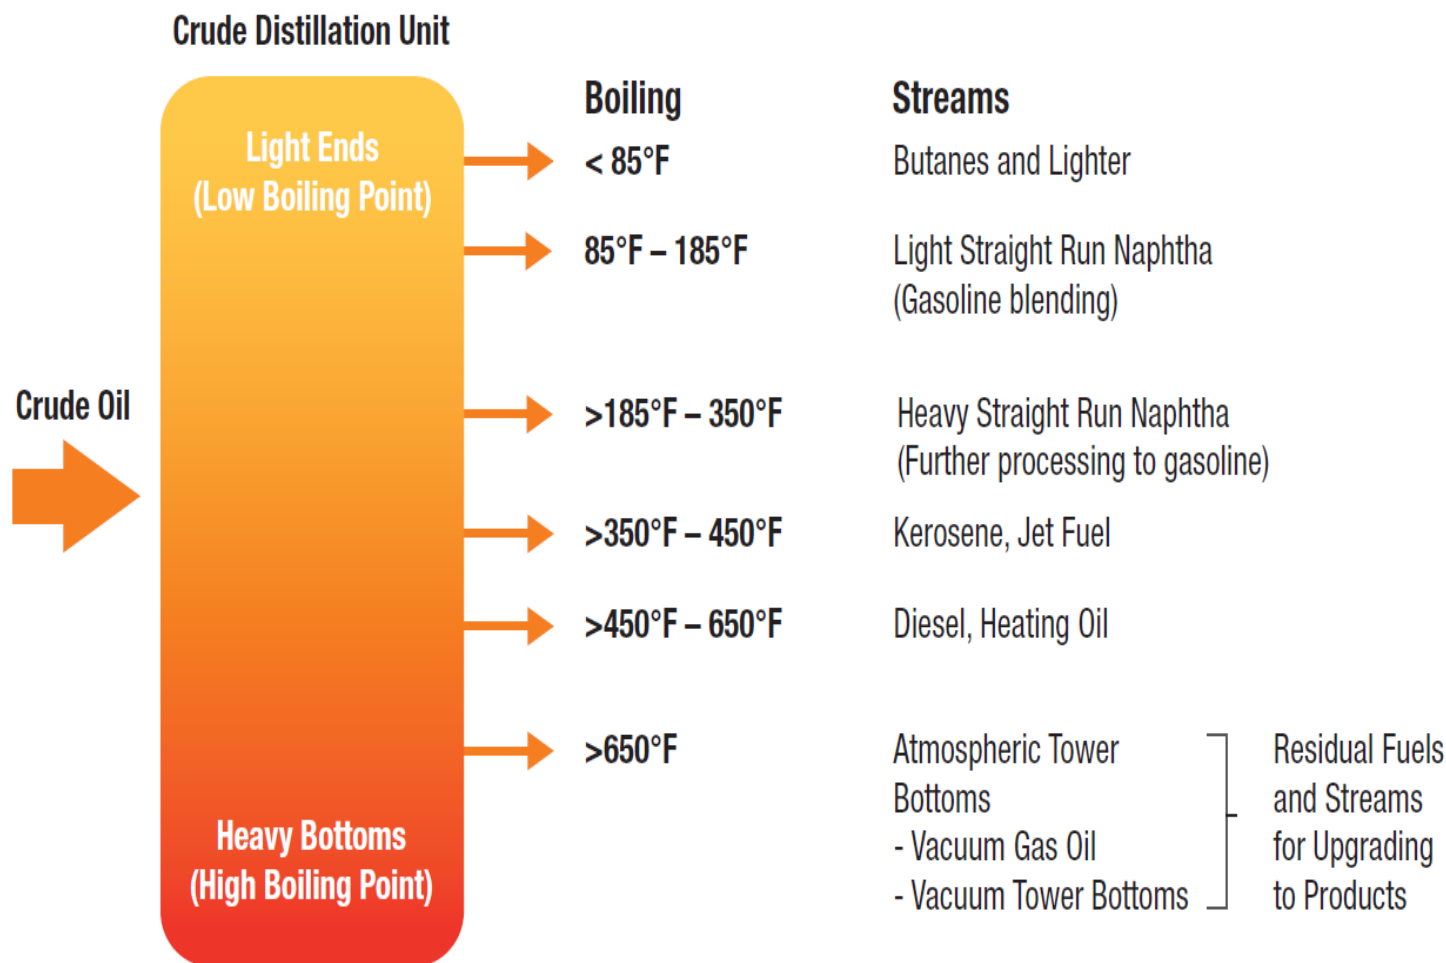 Crude Distillation Unit
Boiling
Streams
Light Ends
(Low Boiling Point)
< 85°F
Butanes and Lighter
85°F – 185°F
Light Straight Run Naphtha
(Gasoline blending)
Crude Oil
>185°F – 350°F
Heavy Straight Run Naphtha
(Further processing to gasoline)
>350°F – 450°F
Kerosene, Jet Fuel
>450°F – 650°F
Diesel, Heating Oil
>650°F
Atmospheric Tower
Bottoms
- Vacuum Gas Oil
- Vacuum Tower Bottoms
Residual Fuels
and Streams
for Upgrading
to Products
Heavy Bottoms
(High Boiling Point)